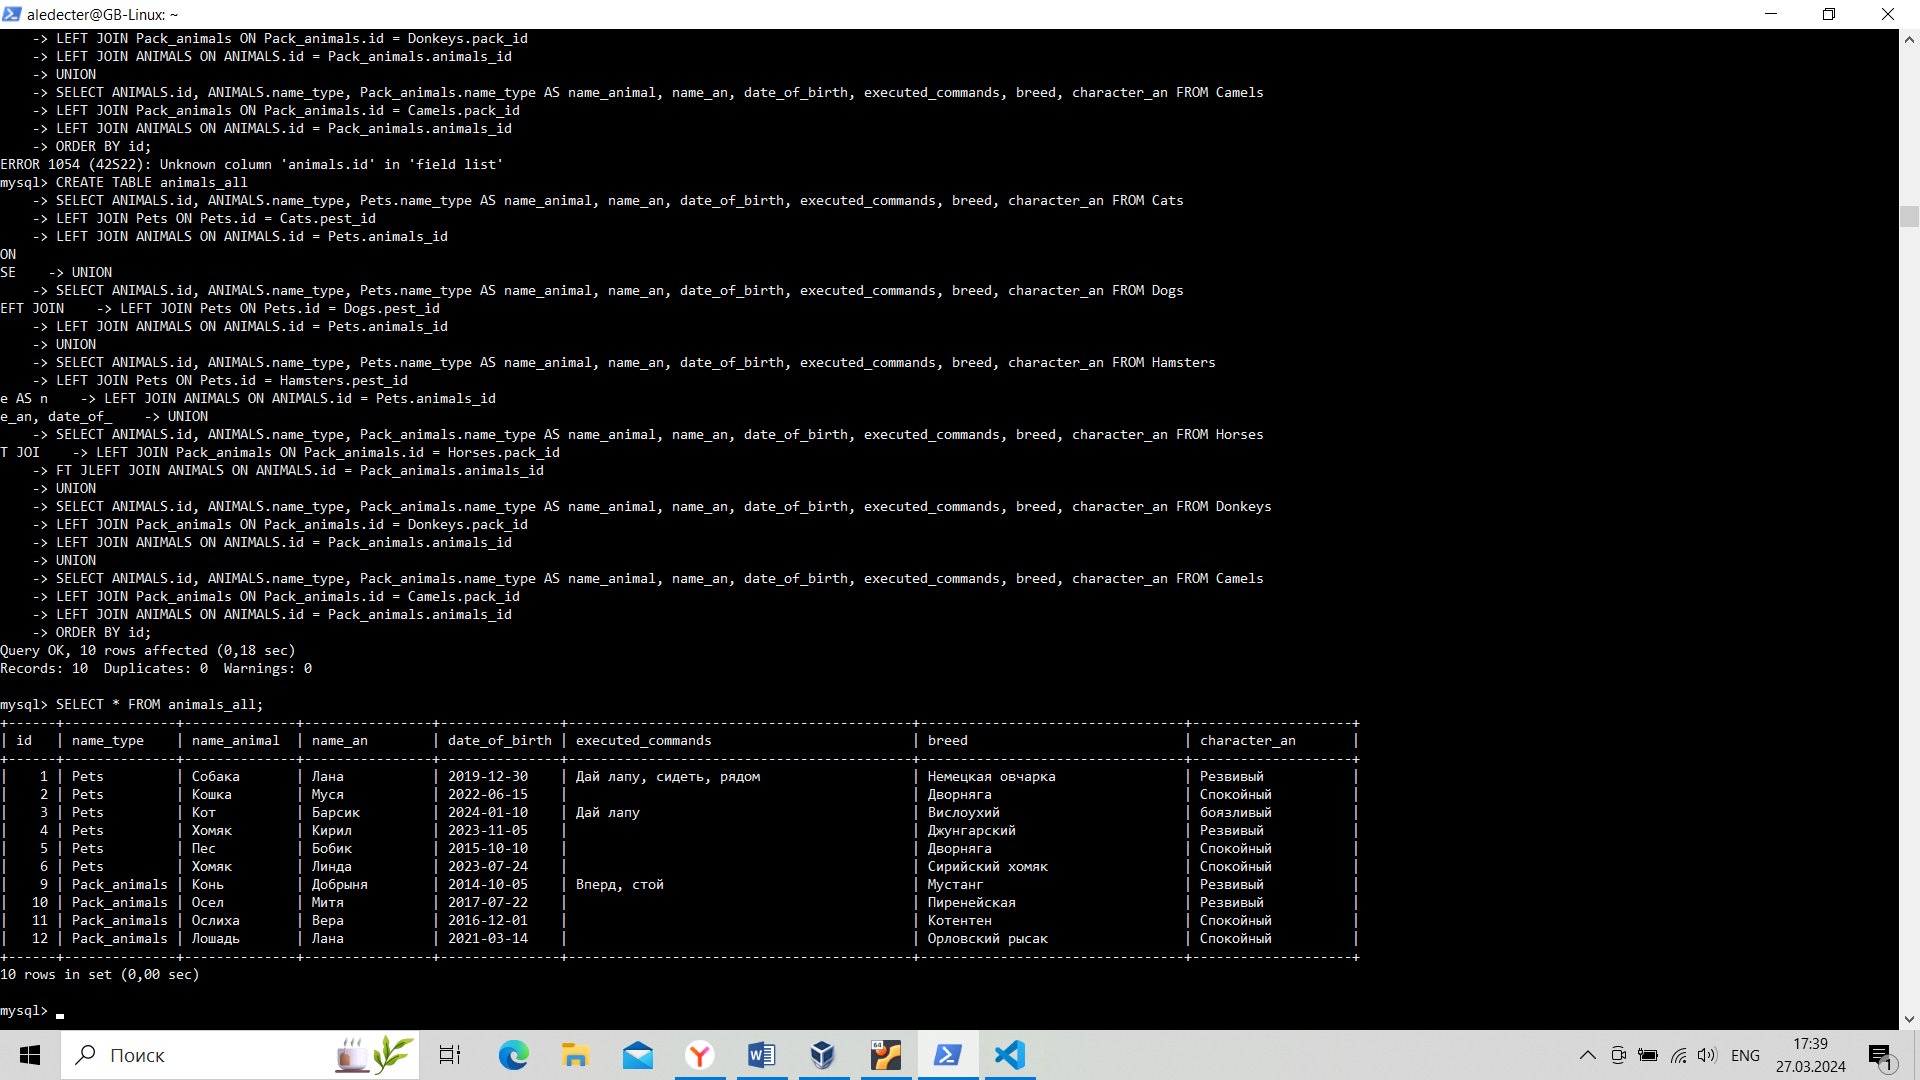 aledecter@GB-Linux: ~
    -> LEFT JOIN Pack_animals ON Pack_animals.id = Donkeys.pack_id
    -> LEFT JOIN ANIMALS ON ANIMALS.id = Pack_animals.animals_id
    -> UNION
    -> SELECT ANIMALS.id, ANIMALS.name_type, Pack_animals.name_type AS name_animal, name_an, date_of_birth, executed_commands, breed, character_an FROM Camels
    -> LEFT JOIN Pack_animals ON Pack_animals.id = Camels.pack_id
    -> LEFT JOIN ANIMALS ON ANIMALS.id = Pack_animals.animals_id
    -> ORDER BY id;
ERROR 1054 (42S22): Unknown column 'animals.id' in 'field list'
mysql> CREATE TABLE animals_all
    -> SELECT ANIMALS.id, ANIMALS.name_type, Pets.name_type AS name_animal, name_an, date_of_birth, executed_commands, breed, character_an FROM Cats
    -> LEFT JOIN Pets ON Pets.id = Cats.pest_id
    -> LEFT JOIN ANIMALS ON ANIMALS.id = Pets.animals_id
ON
SE    -> UNION
    -> SELECT ANIMALS.id, ANIMALS.name_type, Pets.name_type AS name_animal, name_an, date_of_birth, executed_commands, breed, character_an FROM Dogs
EFT JOIN    -> LEFT JOIN Pets ON Pets.id = Dogs.pest_id
    -> LEFT JOIN ANIMALS ON ANIMALS.id = Pets.animals_id
    -> UNION
    -> SELECT ANIMALS.id, ANIMALS.name_type, Pets.name_type AS name_animal, name_an, date_of_birth, executed_commands, breed, character_an FROM Hamsters
    -> LEFT JOIN Pets ON Pets.id = Hamsters.pest_id
e AS n    -> LEFT JOIN ANIMALS ON ANIMALS.id = Pets.animals_id
e_an, date_of_    -> UNION
    -> SELECT ANIMALS.id, ANIMALS.name_type, Pack_animals.name_type AS name_animal, name_an, date_of_birth, executed_commands, breed, character_an FROM Horses
T JOI    -> LEFT JOIN Pack_animals ON Pack_animals.id = Horses.pack_id
    -> FT JLEFT JOIN ANIMALS ON ANIMALS.id = Pack_animals.animals_id
    -> UNION
    -> SELECT ANIMALS.id, ANIMALS.name_type, Pack_animals.name_type AS name_animal, name_an, date_of_birth, executed_commands, breed, character_an FROM Donkeys
    -> LEFT JOIN Pack_animals ON Pack_animals.id = Donkeys.pack_id
    -> LEFT JOIN ANIMALS ON ANIMALS.id = Pack_animals.animals_id
    -> UNION
    -> SELECT ANIMALS.id, ANIMALS.name_type, Pack_animals.name_type AS name_animal, name_an, date_of_birth, executed_commands, breed, character_an FROM Camels
    -> LEFT JOIN Pack_animals ON Pack_animals.id = Camels.pack_id
    -> LEFT JOIN ANIMALS ON ANIMALS.id = Pack_animals.animals_id
    -> ORDER BY id;
Query OK, 10 rows affected (0,18 sec)
Records: 10  Duplicates: 0  Warnings: 0
mysql> SELECT * FROM animals_all;
| id | name_type | name_animal | name_an | date_of_birth | executed_commands | breed | character_an |
| 1 | Pets | Собака | Лана | 2019-12-30 | Дай лапу, сидеть, рядом | Немецкая овчарка | Резвивый |
| 2 | Pets | Кошка | Муся | 2022-06-15 | | Дворняга | Спокойный |
| 3 | Pets | Кот | Барсик | 2024-01-10 | Дай лапу | Вислоухий | боязливый |
| 4 | Pets | Хомяк | Кирил | 2023-11-05 | | Джунгарский | Резвивый |
| 5 | Pets | Пес | Бобик | 2015-10-10 | | Дворняга | Спокойный |
| 6 | Pets | Хомяк | Линда | 2023-07-24 | | Сирийский хомяк | Спокойный |
| 9 | Pack_animals | Конь | Добрыня | 2014-10-05 | Вперд, стой | Мустанг | Резвивый |
| 10 | Pack_animals | Осел | Митя | 2017-07-22 | | Пиренейская | Резвивый |
| 11 | Pack_animals | Ослиха | Вера | 2016-12-01 | | Котентен | Спокойный |
| 12 | Pack_animals | Лошадь | Лана | 2021-03-14 | | Орловский рысак | Спокойный |
10 rows in set (0,00 sec)
mysql>
Поиск
64
ENG
17:39
27.03.2024
1